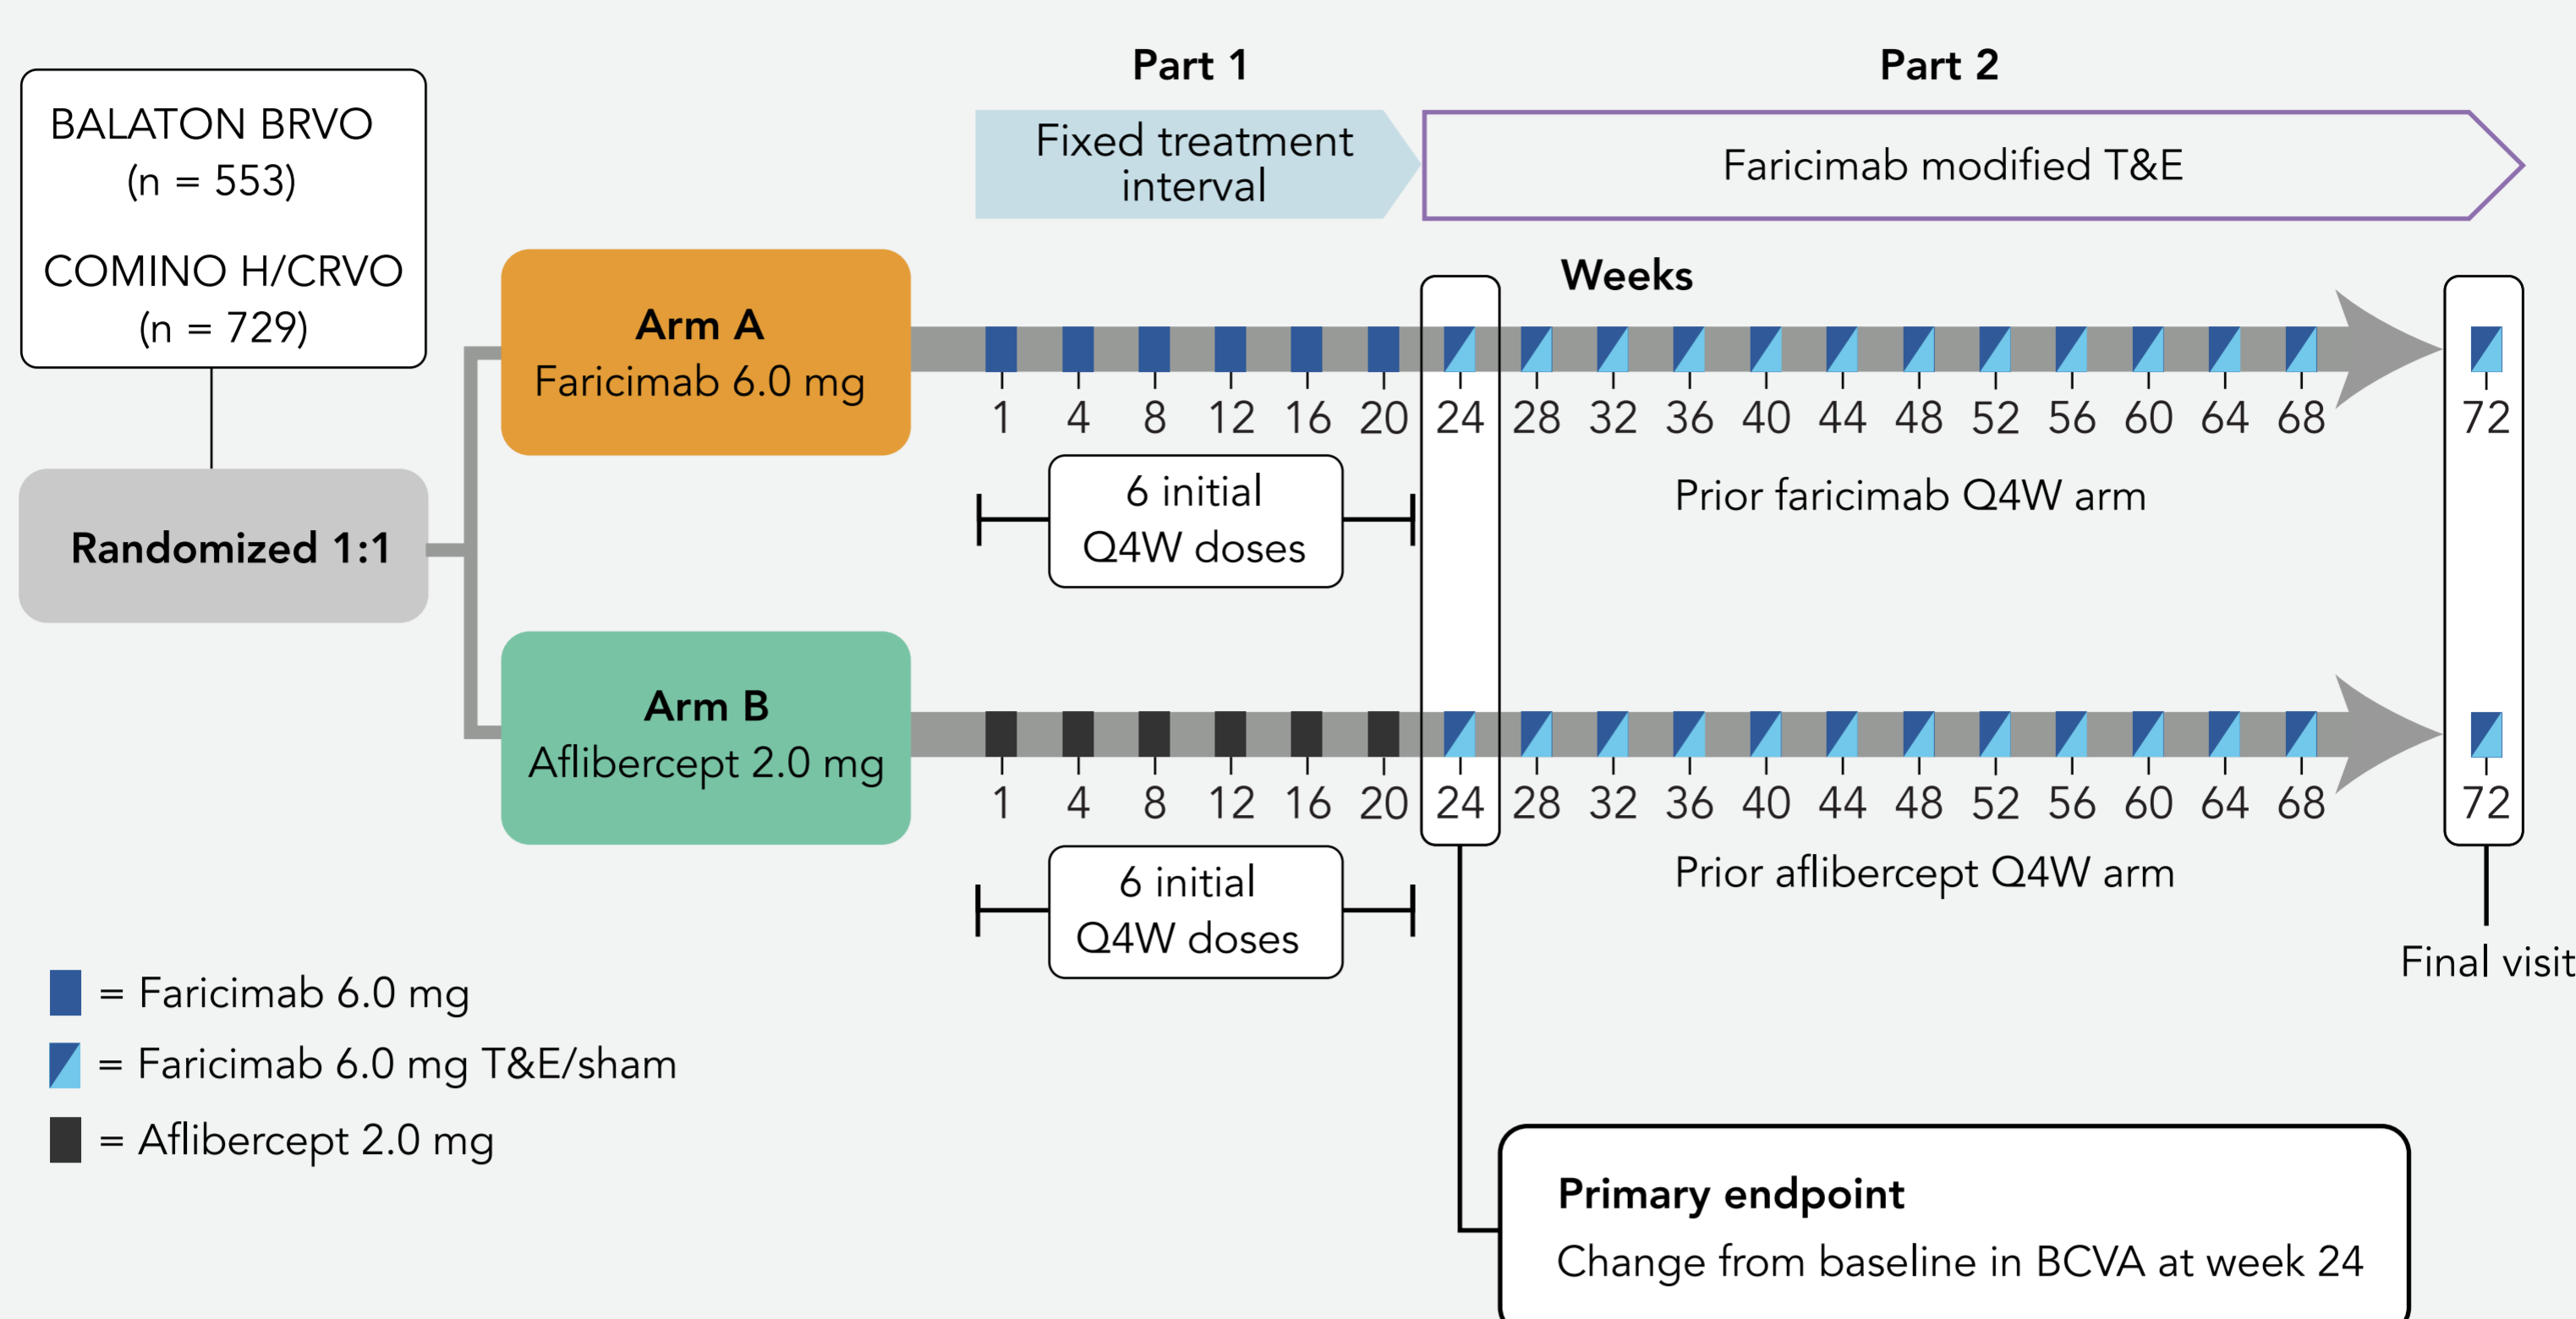 BALATON BRVO
(n = 553)
COMINO H/CRVO
(n = 729)
Randomized 1:1
Part 1
Fixed treatment
interval
Part 2
Faricimab modified T&E
Weeks
Arm A
Faricimab 6.0 mg
1 4 8 12 16 20 24 28 32 36 40 44 48 52 56 60 64 68 72
6 initial
Q4W doses
Prior faricimab Q4W arm
Arm B
Aflibercept 2.0 mg
1 4 8 12 16 20 24 28 32 36 40 44 48 52 56 60 64 68 72
6 initial
Q4W doses
Prior aflibercept Q4W arm
Final visit
= Faricimab 6.0 mg
= Faricimab 6.0 mg T&E/sham
= Aflibercept 2.0 mg
Primary endpoint
Change from baseline in BCVA at week 24